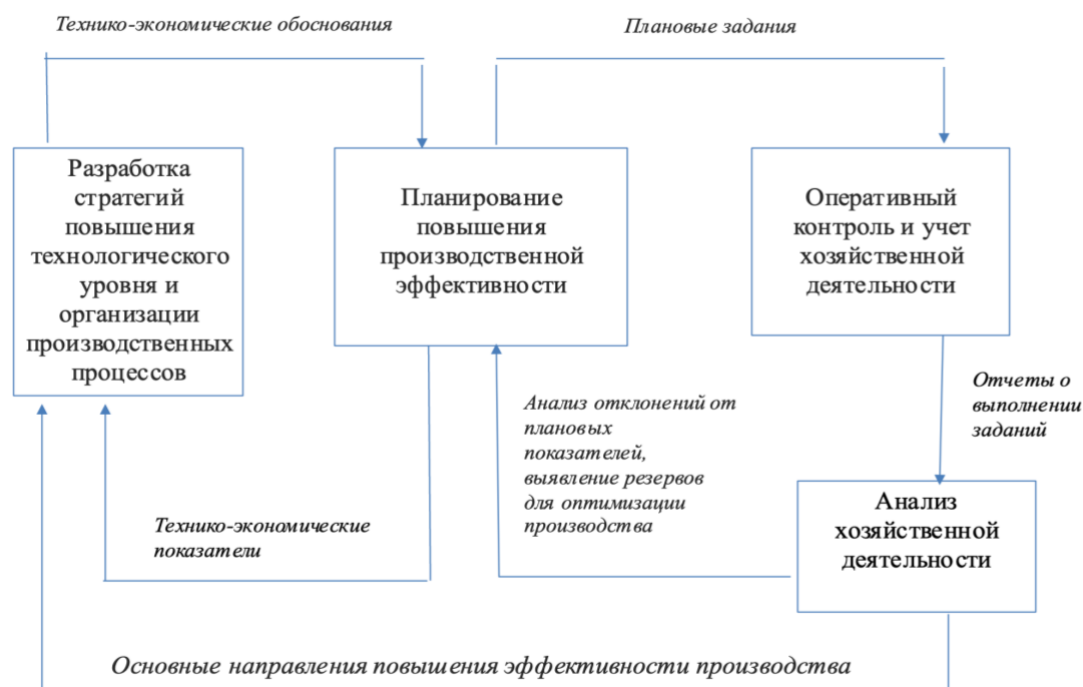 Технико-экономические обоснования
Плановые задания
Разработка
стратегий
повышения
технологического
уровня и
организации
производственных
процессов
Планирование
повышения
производственной
эффективности
Оперативный
контроль и учет
хозяйственной
деятельности
Отчеты о
выполнении
заданий
Анализ отклонений от
плановых
показателей,
выявление резервов
для оптимизации
производства
Технико-экономические
показатели
Анализ
хозяйственной
деятельности
Основные направления повышения эффективности производства